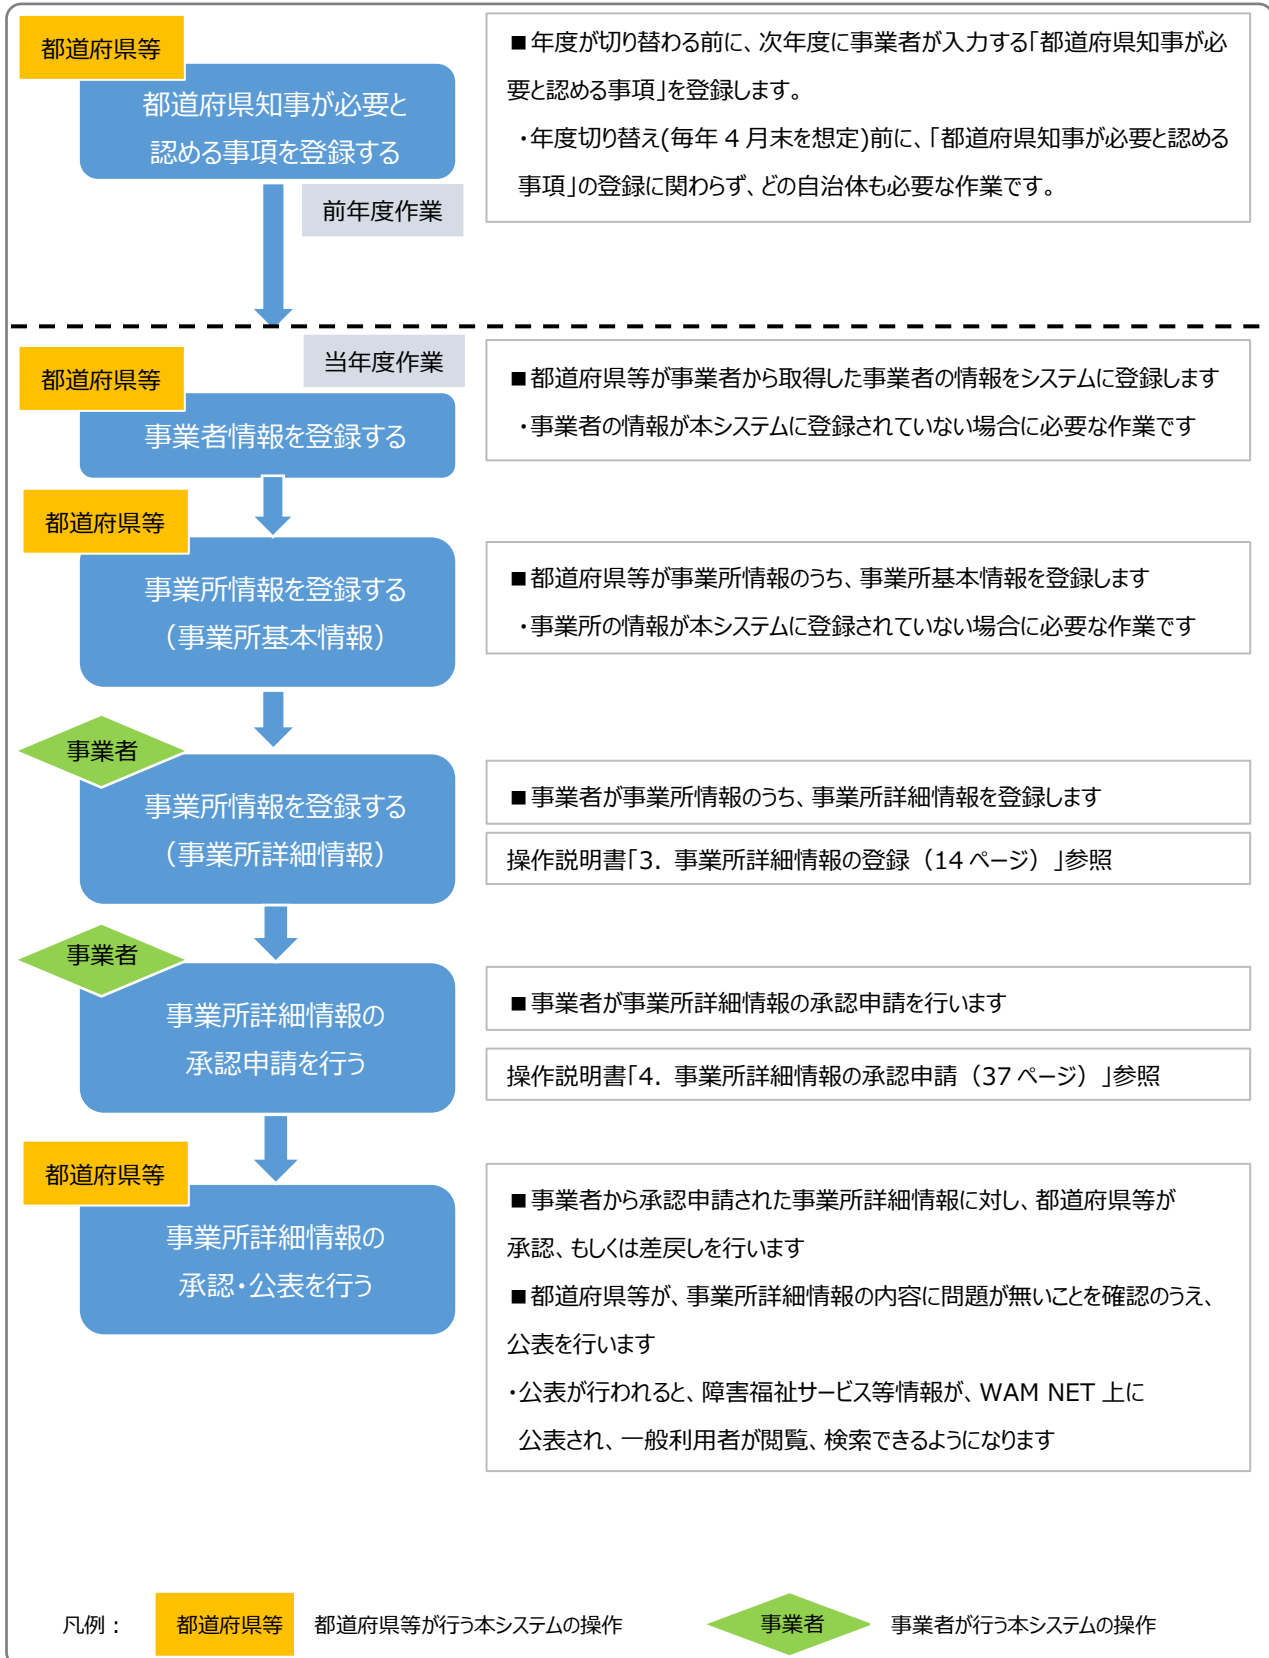 都道府県等
都道府県知事が必要と
認める事項を登録する
■年度が切り替わる前に、次年度に事業者が入力する「都道府県知事が必
要と認める事項」を登録します。
・年度切り替え(毎年 4 月末を想定)前に、「都道府県知事が必要と認める
事項」の登録に関わらず、どの自治体も必要な作業です。
前年度作業
当年度作業
都道府県等
事業者情報を登録する
■都道府県等が事業者から取得した事業者の情報をシステムに登録します
・事業者の情報が本システムに登録されていない場合に必要な作業です
都道府県等
事業所情報を登録する
（事業所基本情報）
■都道府県等が事業所情報のうち、事業所基本情報を登録します
・事業所の情報が本システムに登録されていない場合に必要な作業です
事業者
事業所情報を登録する
（事業所詳細情報）
■事業者が事業所情報のうち、事業所詳細情報を登録します
操作説明書「3. 事業所詳細情報の登録（14 ページ）」参照
事業者
事業所詳細情報の
承認申請を行う
■事業者が事業所詳細情報の承認申請を行います
操作説明書「4. 事業所詳細情報の承認申請（37 ページ）」参照
都道府県等
事業所詳細情報の
承認・公表を行う
■事業者から承認申請された事業所詳細情報に対し、都道府県等が
承認、もしくは差戻しを行います
■都道府県等が、事業所詳細情報の内容に問題が無いことを確認のうえ、
公表を行います
・公表が行われると、障害福祉サービス等情報が、WAM NET 上に
公表され、一般利用者が閲覧、検索できるようになります
凡例： 都道府県等 都道府県等が行う本システムの操作 事業者 事業者が行う本システムの操作